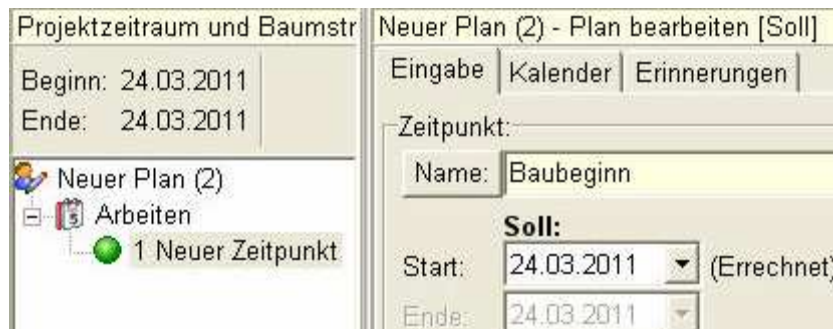 Projektzeitraum und Baumstr
Beginn: 24.03.2011
Ende: 24.03.2011
Neuer Plan (2)
Arbeiten
1 Neuer Zeitpunkt
Neuer Plan (2) - Plan bearbeiten [Soll]
Eingabe Kalender Erinnerungen
Zeitpunkt:
Name: Baubeginn
Soll:
Start: 24.03.2011 (Errechnet)
Ende: 24.03.2011